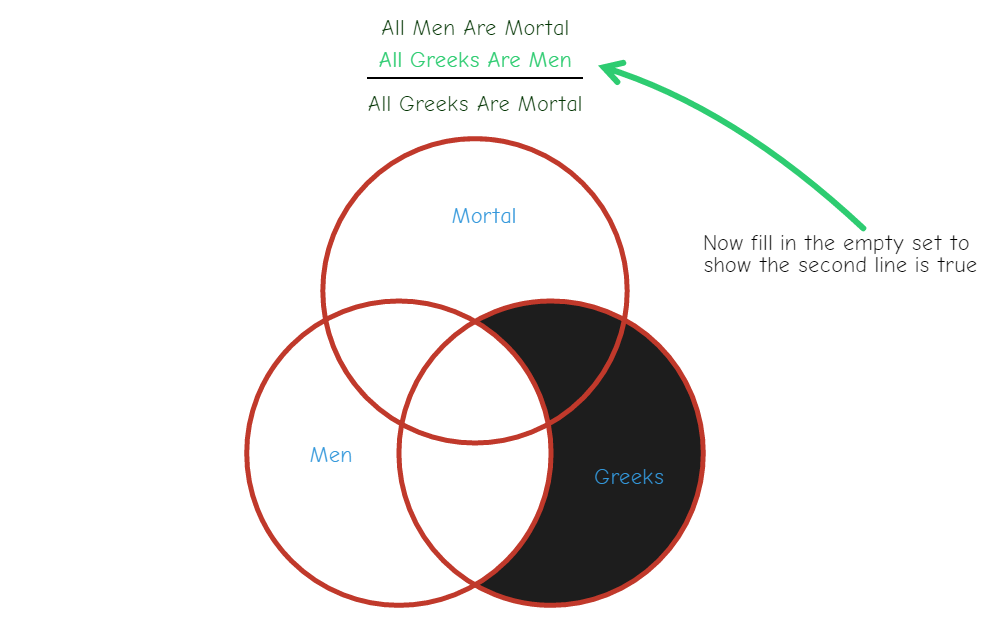 All Men Are Mortal
All Greeks Are Men
All Greeks Are Mortal
Mortal
Now fill in the empty set to
show the second line is true
Men
Greeks